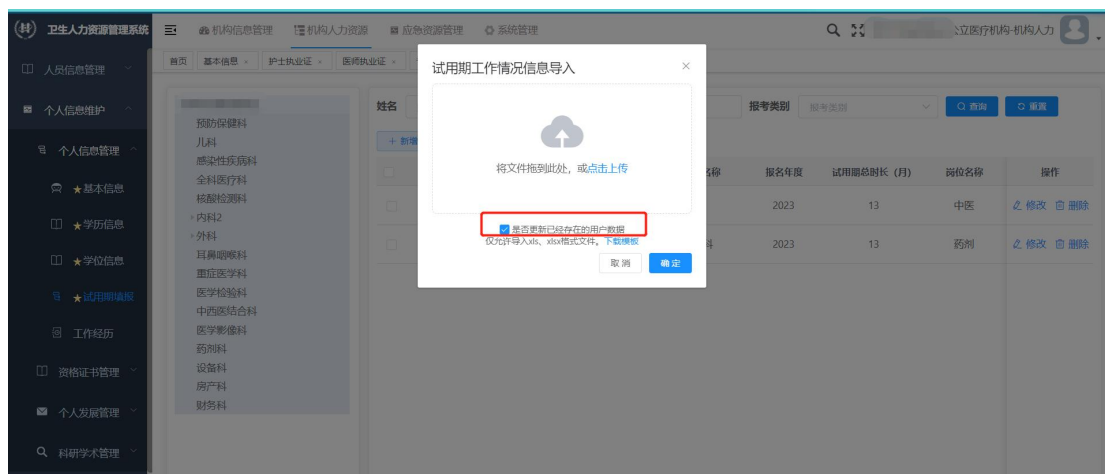 卫生人力资源管理系统
机构信息管理
机构人力资源
应急资源管理
系统管理
立医疗机构-机构人力
首页
基本信息 ×
护士执业证 ×
医师执业证 ×
人员信息管理
个人信息维护
个人信息管理
★基本信息
★学历信息
★学位信息
★试用期填报
工作经历
资格证书管理
个人发展管理
科研学术管理
预防保健科
儿科
感染性疾病科
全科医疗科
核酸检测科
内科2
外科
耳鼻咽喉科
重症医学科
医学检验科
中西医结合科
医学影像科
药剂科
设备科
房产科
财务科
姓名
报考类别 报考类别
查询
重置
+ 新增
名称 报名年度 试用期总时长(月) 岗位名称 操作
2023 13 中医 修改 删除
科 2023 13 药剂 修改 删除
试用期工作情况信息导入 ×
将文件拖到此处,或点击上传
是否更新已经存在的用户数据
仅允许导入xls、xlsx格式文件。下载模板
取 消 确 定